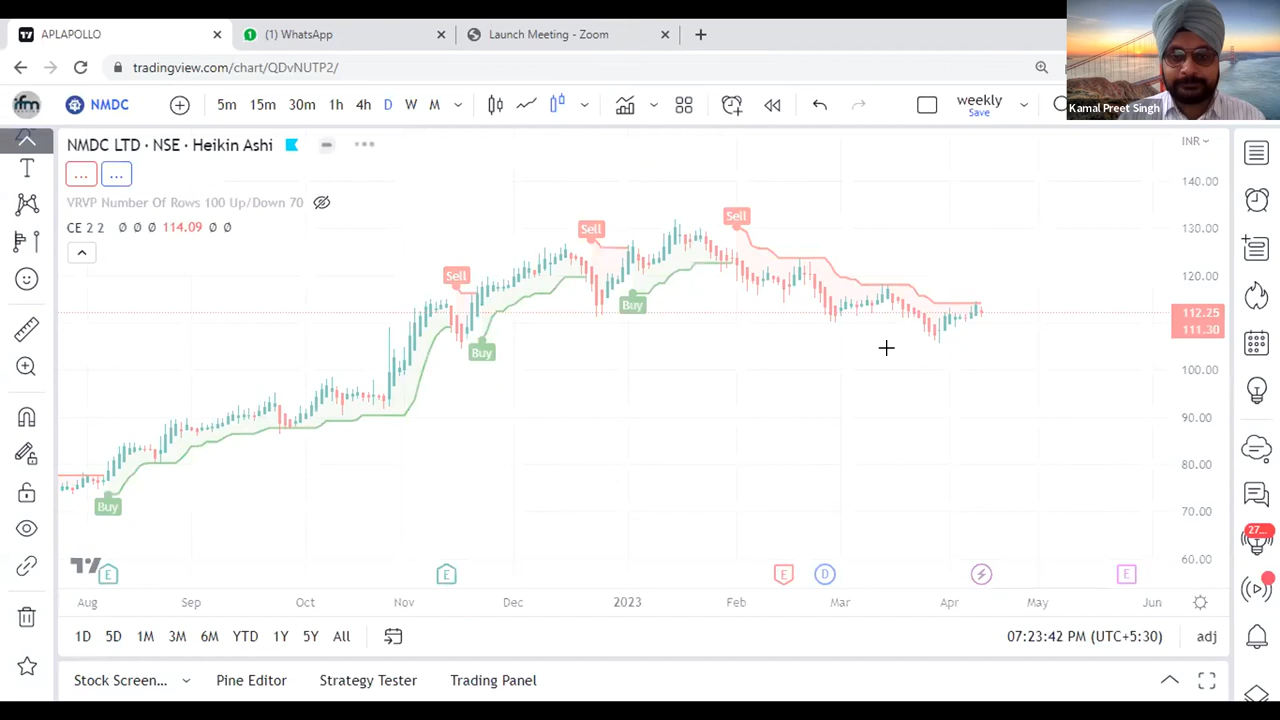 APLAPOLLO
(1) WhatsApp
Launch Meeting - Zoom
tradingview.com/chart/QDvNUTP2/
Kamal Preet Singh
ifm
NMDC
5m 15m 30m 1h 4h D W M
weekly
Save
NMDC LTD · NSE · Heikin Ashi
INR
... ...
VRVP Number Of Rows 100 Up/Down 70
CE 2 2 Ø Ø Ø 114.09 Ø Ø
140.00
130.00
120.00
112.25
111.30
100.00
90.00
80.00
70.00
60.00
Sell
Sell
Sell
Buy
Buy
Buy
E E E D E
Aug Sep Oct Nov Dec 2023 Feb Mar Apr May Jun
1D 5D 1M 3M 6M YTD 1Y 5Y All
07:23:42 PM (UTC+5:30) adj
Stock Screen... Pine Editor Strategy Tester Trading Panel
27...